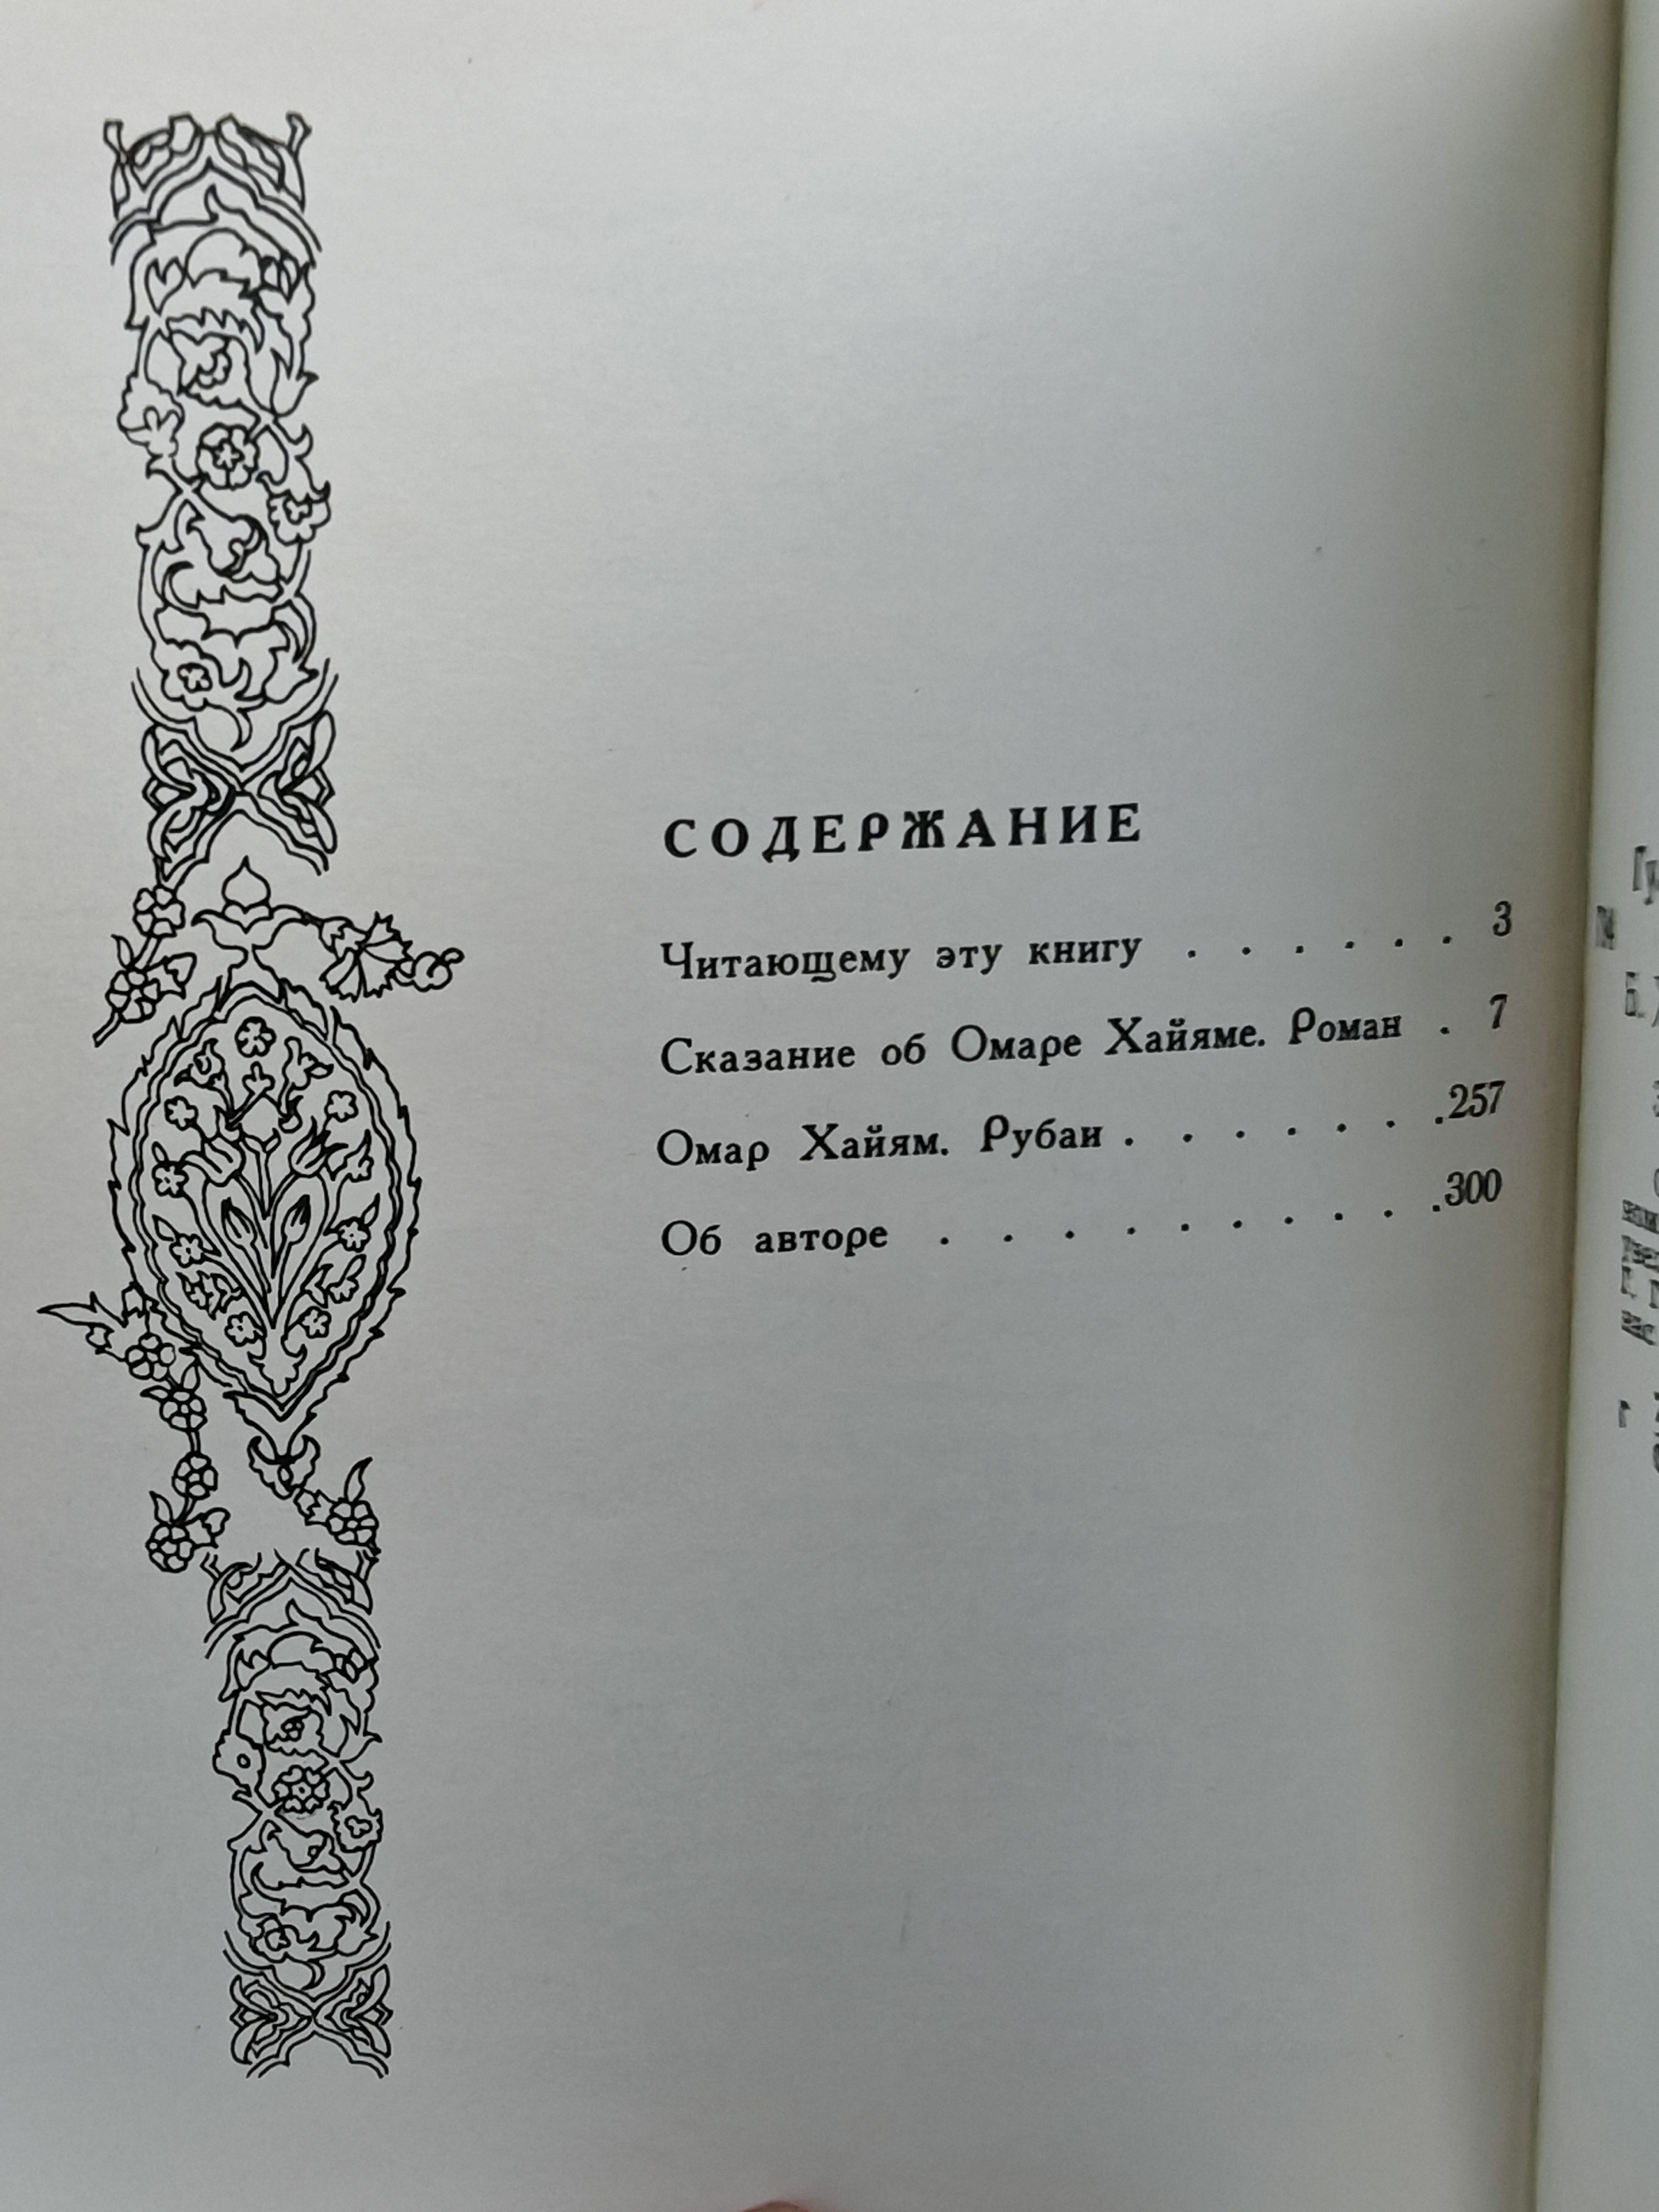 СОДЕРЖАНИЕ
Читающему эту книгу . . . . . . 3
Сказание об Омаре Хайяме. Роман . 7
Омар Хайям. Рубаи . . . . . . . 257
Об авторе . . . . . . . . . . 300